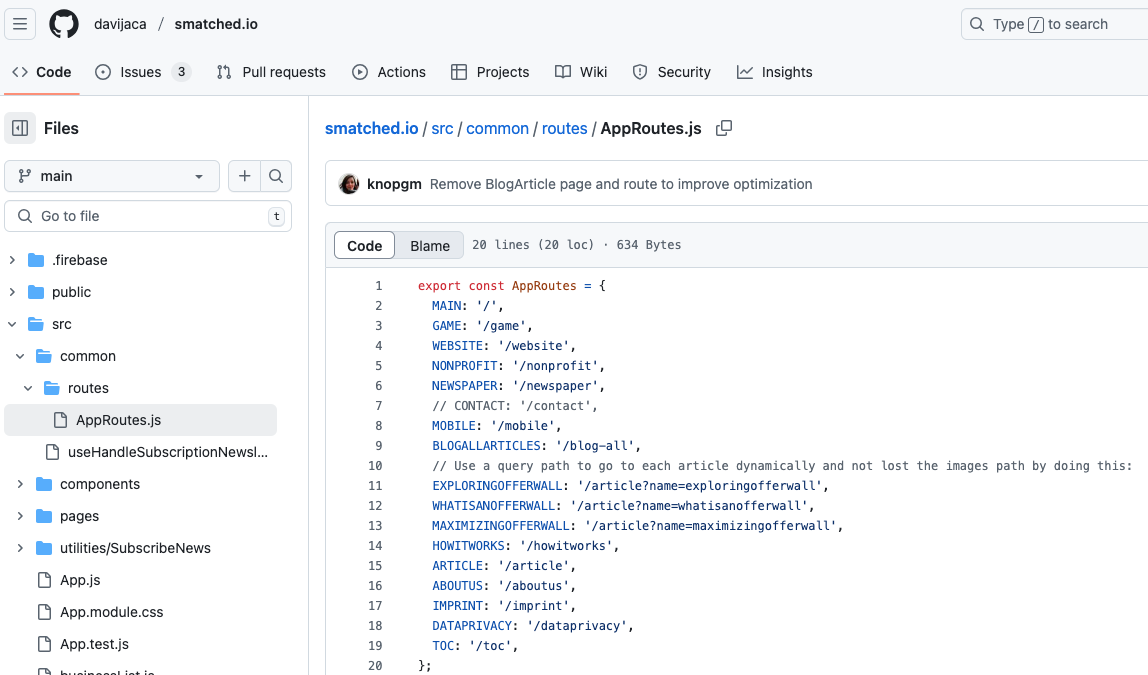 davijaca / smatched.io
Type / to search
Code
Issues 3
Pull requests
Actions
Projects
Wiki
Security
Insights
Files
main
Go to file
t
.firebase
public
src
common
routes
AppRoutes.js
useHandleSubscriptionNewsl...
components
pages
utilities/SubscribeNews
App.js
App.module.css
App.test.js
smatched.io / src / common / routes / AppRoutes.js
knopgm Remove BlogArticle page and route to improve optimization
Code Blame 20 lines (20 loc) · 634 Bytes
1 export const AppRoutes = {
2 MAIN: '/',
3 GAME: '/game',
4 WEBSITE: '/website',
5 NONPROFIT: '/nonprofit',
6 NEWSPAPER: '/newspaper',
7 // CONTACT: '/contact',
8 MOBILE: '/mobile',
9 BLOGALLARTICLES: '/blog-all',
10 // Use a query path to go to each article dynamically and not lost the images path by doing this:
11 EXPLORINGOFFERWALL: '/article?name=exploringofferwall',
12 WHATISANOFFERWALL: '/article?name=whatisanofferwall',
13 MAXIMIZINGOFFERWALL: '/article?name=maximizingofferwall',
14 HOWITWORKS: '/howitworks',
15 ARTICLE: '/article',
16 ABOUTUS: '/aboutus',
17 IMPRINT: '/imprint',
18 DATAPRIVACY: '/dataprivacy',
19 TOC: '/toc',
20 };